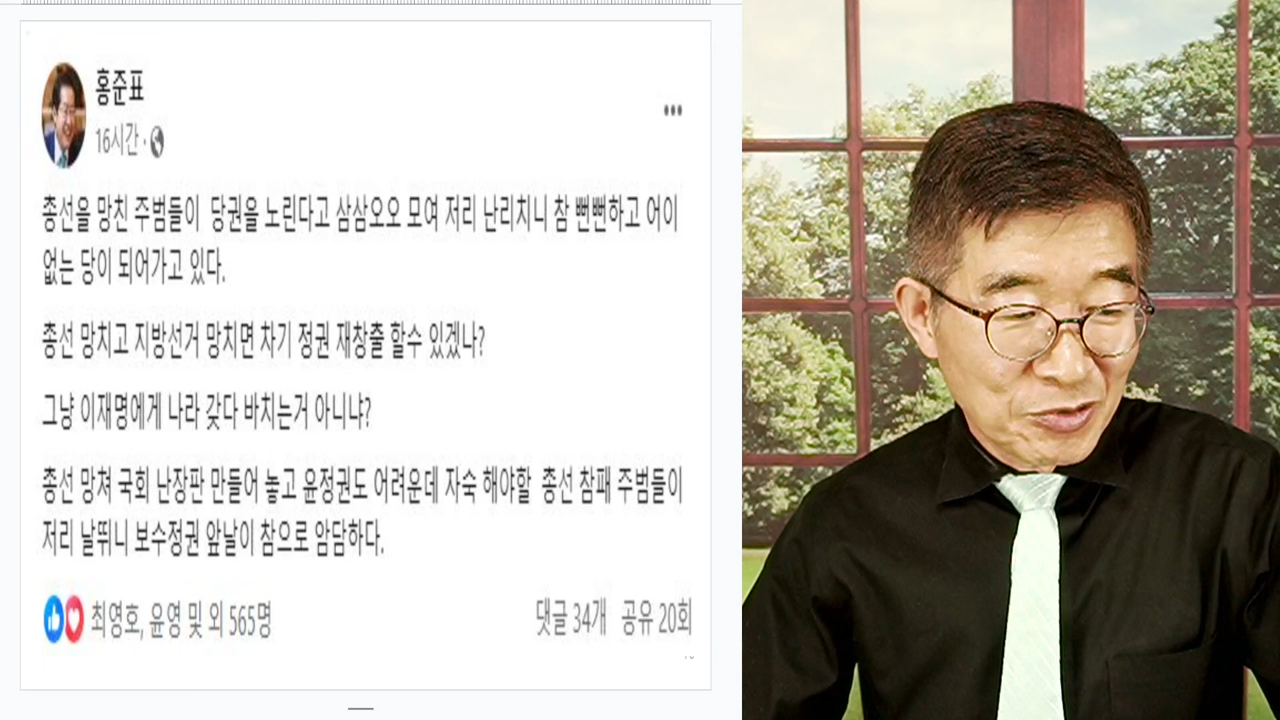 홍준표
16시간 ·
총선을 망친 주범들이 당권을 노린다고 삼삼오오 모여 저리 난리치니 참 뻔뻔하고 어이
없는 당이 되어가고 있다.
총선 망치고 지방선거 망치면 차기 정권 재창출 할수 있겠나?
그냥 이재명에게 나라 갖다 바치는거 아니냐?
총선 망쳐 국회 난장판 만들어 놓고 윤정권도 어려운데 자숙 해야할 총선 참패 주범들이
저리 날뛰니 보수정권 앞날이 참으로 암담하다.
최영호, 윤영 및 외 565명
댓글 34개 공유 20회